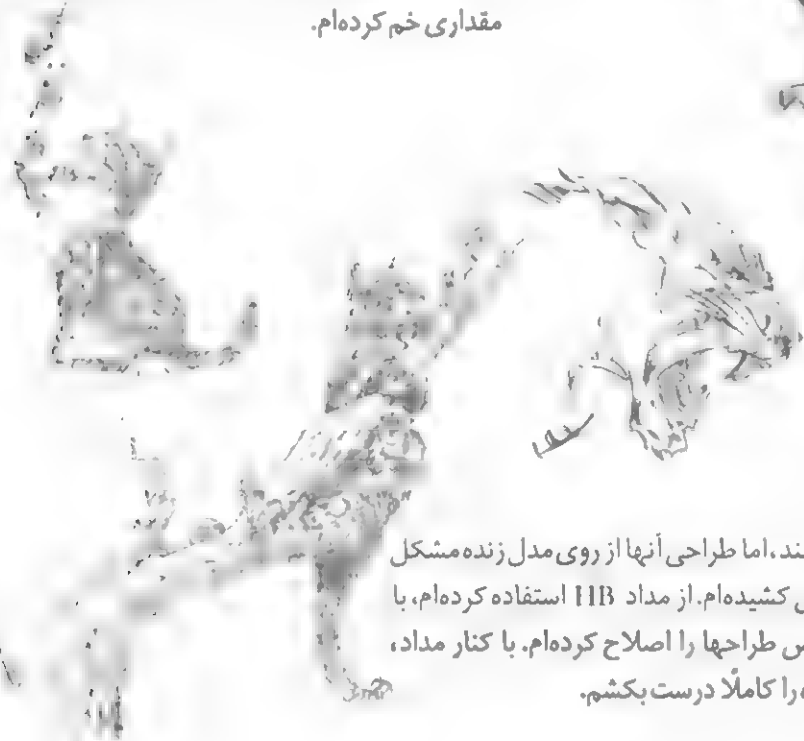 مقداری خم کرده‌ام.
ند، اما طراحی آنها از روی مدل زنده مشکل
کشیده‌ام. از مداد HB استفاده کرده‌ام، با
س طراحها را اصلاح کرده‌ام. با کنار مداد،
را کاملًا درست بکشم.